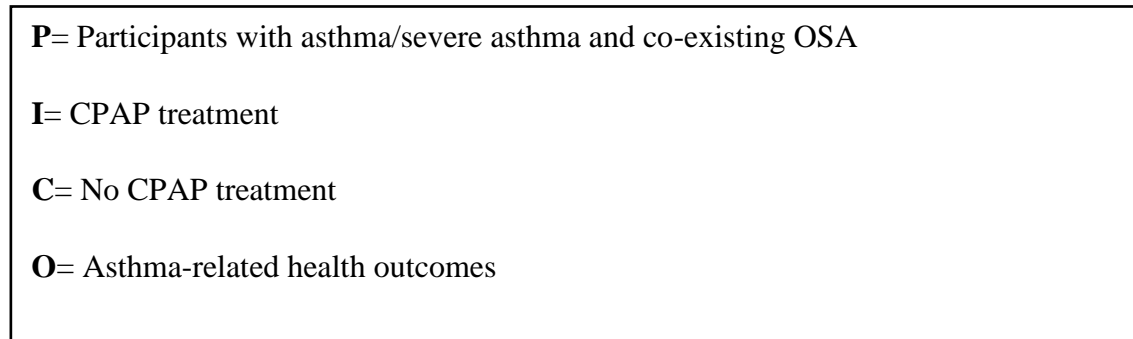 P= Participants with asthma/severe asthma and co-existing OSA
I= CPAP treatment
C= No CPAP treatment
O= Asthma-related health outcomes